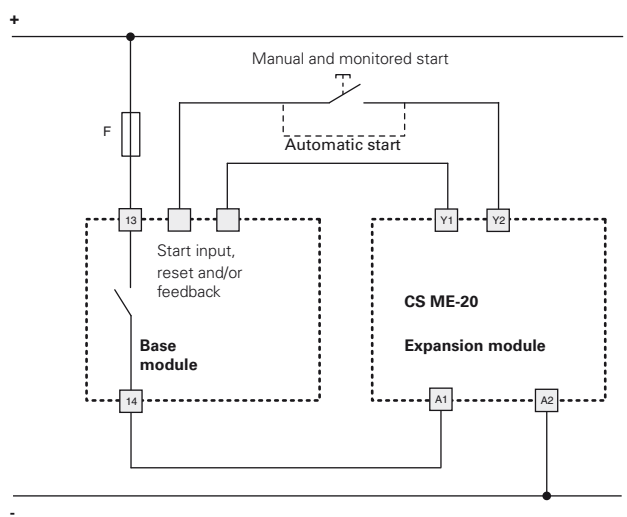 +
Manual and monitored start
F
Automatic start
13
Y1
Y2
Start input,
reset and/or
feedback
CS ME-20
Base
module
Expansion module
14
A1
A2
-